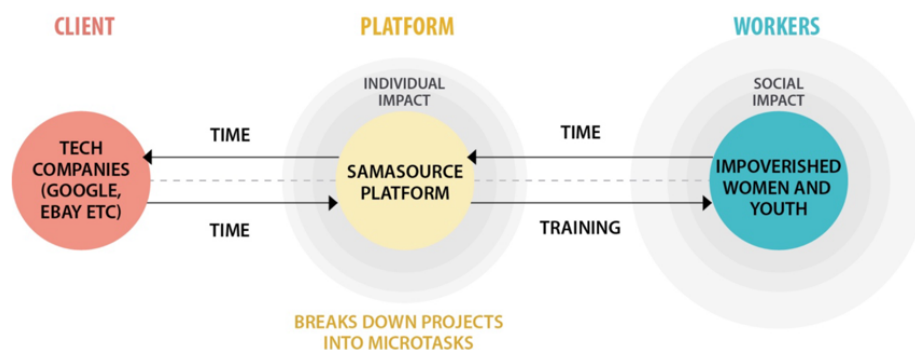 CLIENT
PLATFORM
WORKERS
INDIVIDUAL
IMPACT
SOCIAL
IMPACT
TECH
COMPANIES
(GOOGLE,
EBAY ETC)
TIME
TIME
SAMASOURCE
PLATFORM
TIME
TRAINING
IMPOVERISHED
WOMEN AND
YOUTH
BREAKS DOWN PROJECTS
INTO MICROTASKS